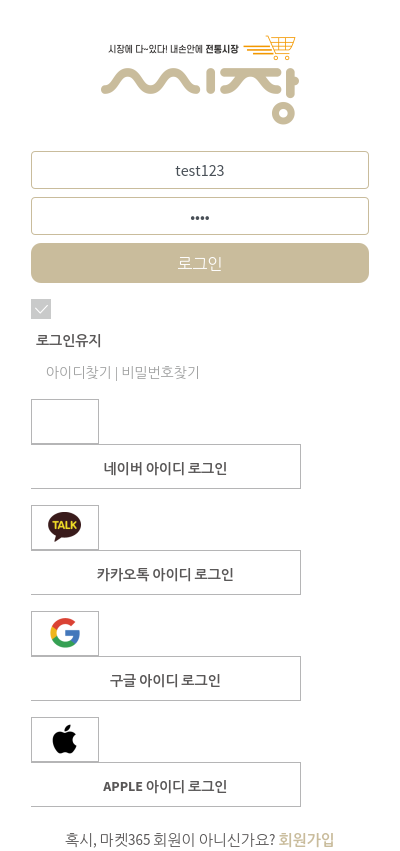 시장에 다~있다! 내손안에 전통시장
씨장
test123
••••
로그인
로그인유지
아이디찾기 | 비밀번호찾기
네이버 아이디 로그인
TALK
카카오톡 아이디 로그인
G
구글 아이디 로그인
APPLE 아이디 로그인
혹시, 마켓365 회원이 아니신가요? 회원가입